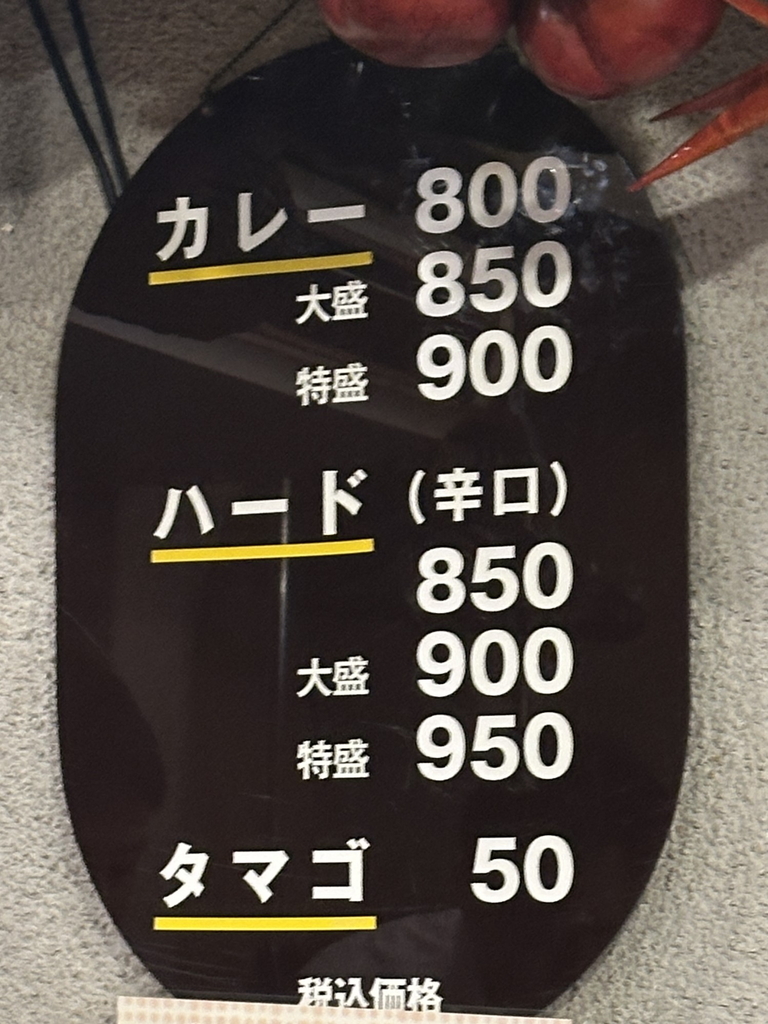 カレー 800
大盛 850
特盛 900
ハード (辛口)
850
大盛 900
特盛 950
タマゴ 50
税込価格